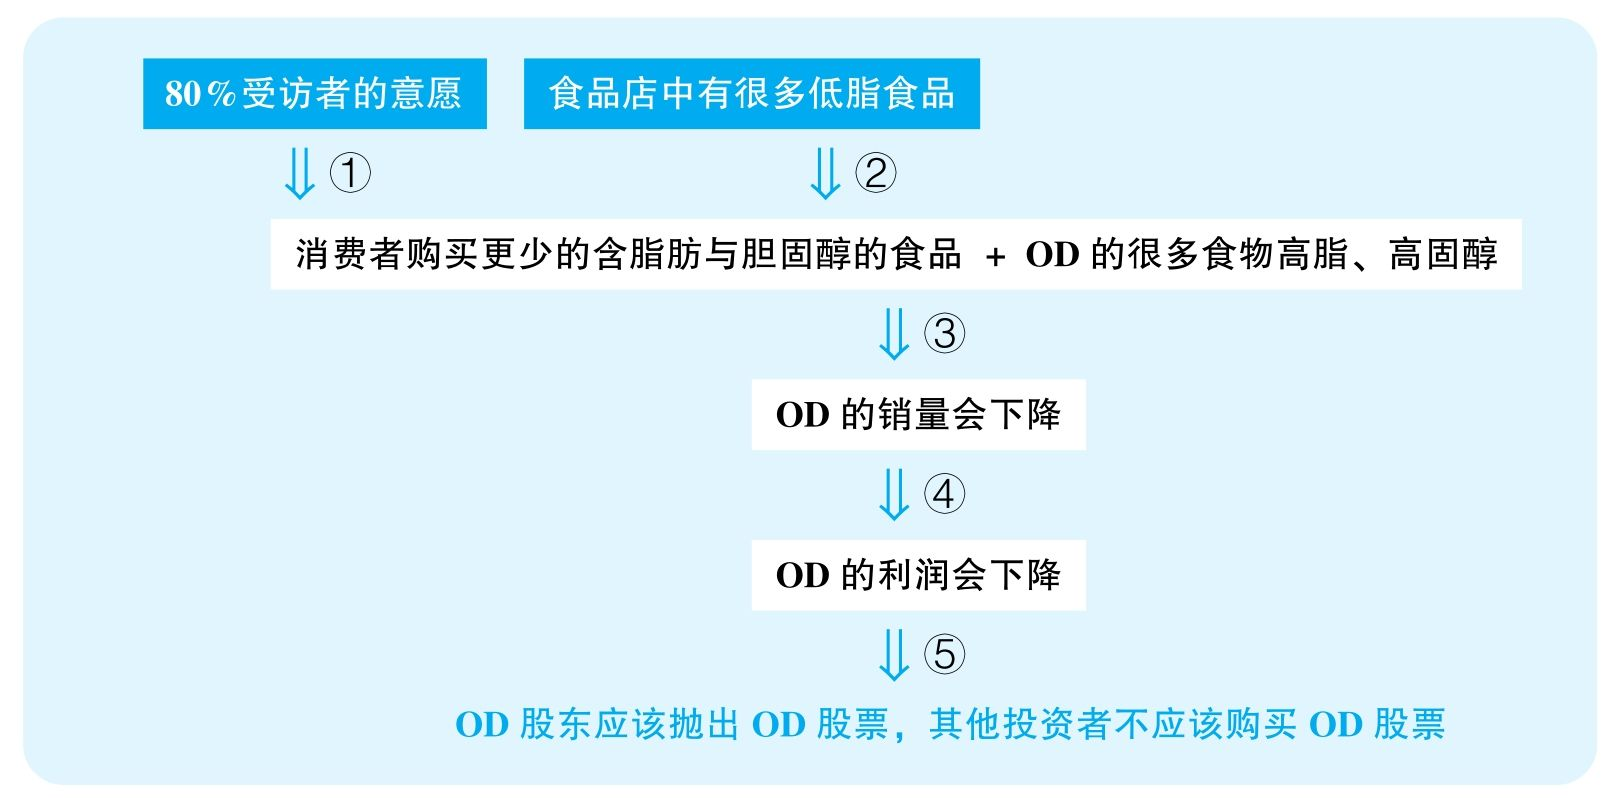 80%受访者的意愿
食品店中有很多低脂食品
①
②
消费者购买更少的含脂肪与胆固醇的食品 + OD 的很多食物高脂、高固醇
③
OD 的销量会下降
④
OD 的利润会下降
⑤
OD 股东应该抛出 OD 股票，其他投资者不应该购买 OD 股票